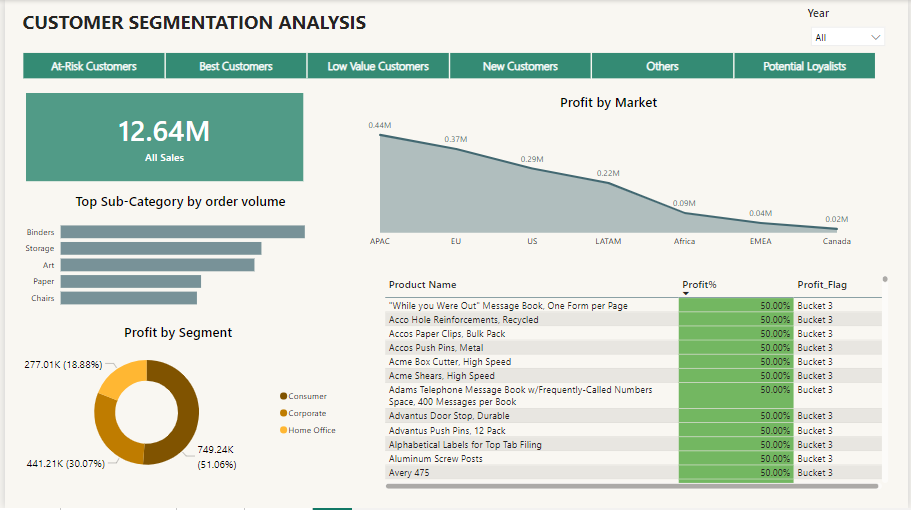 CUSTOMER SEGMENTATION ANALYSIS
Year
All
At-Risk Customers
Best Customers
Low Value Customers
New Customers
Others
Potential Loyalists
12.64M
All Sales
Top Sub-Category by order volume
Binders
Storage
Art
Paper
Chairs
Profit by Segment
277.01K (18.88%)
441.21K (30.07%)
749.24K
(51.06%)
Consumer
Corporate
Home Office
Profit by Market
0.44M
0.37M
0.29M
0.22M
0.09M
0.04M
0.02M
APAC
EU
US
LATAM
Africa
EMEA
Canada
Product Name Profit% Profit_Flag
"While you Were Out" Message Book, One Form per Page 50.00% Bucket 3
Acco Hole Reinforcements, Recycled 50.00% Bucket 3
Accos Paper Clips, Bulk Pack 50.00% Bucket 3
Accos Push Pins, Metal 50.00% Bucket 3
Acme Box Cutter, High Speed 50.00% Bucket 3
Acme Shears, High Speed 50.00% Bucket 3
Adams Telephone Message Book w/Frequently-Called Numbers 50.00% Bucket 3
Space, 400 Messages per Book
Advantus Door Stop, Durable 50.00% Bucket 3
Advantus Push Pins, 12 Pack 50.00% Bucket 3
Alphabetical Labels for Top Tab Filing 50.00% Bucket 3
Aluminum Screw Posts 50.00% Bucket 3
Avery 475 50.00% Bucket 3